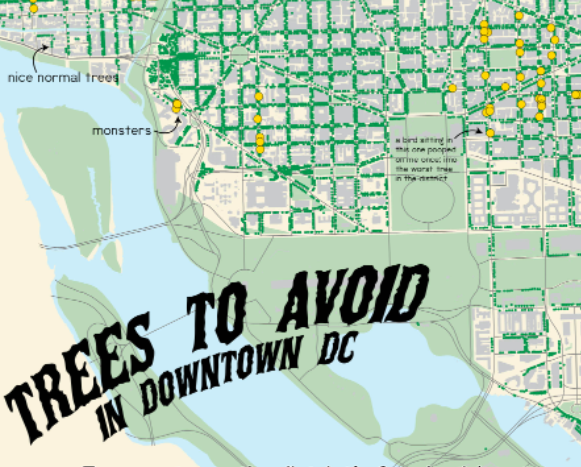 nice normal trees
monsters
a bird sitting in
this one pooped
on me once. it's
the worst tree
in the district
TREES TO AVOID
IN DOWNTOWN DC